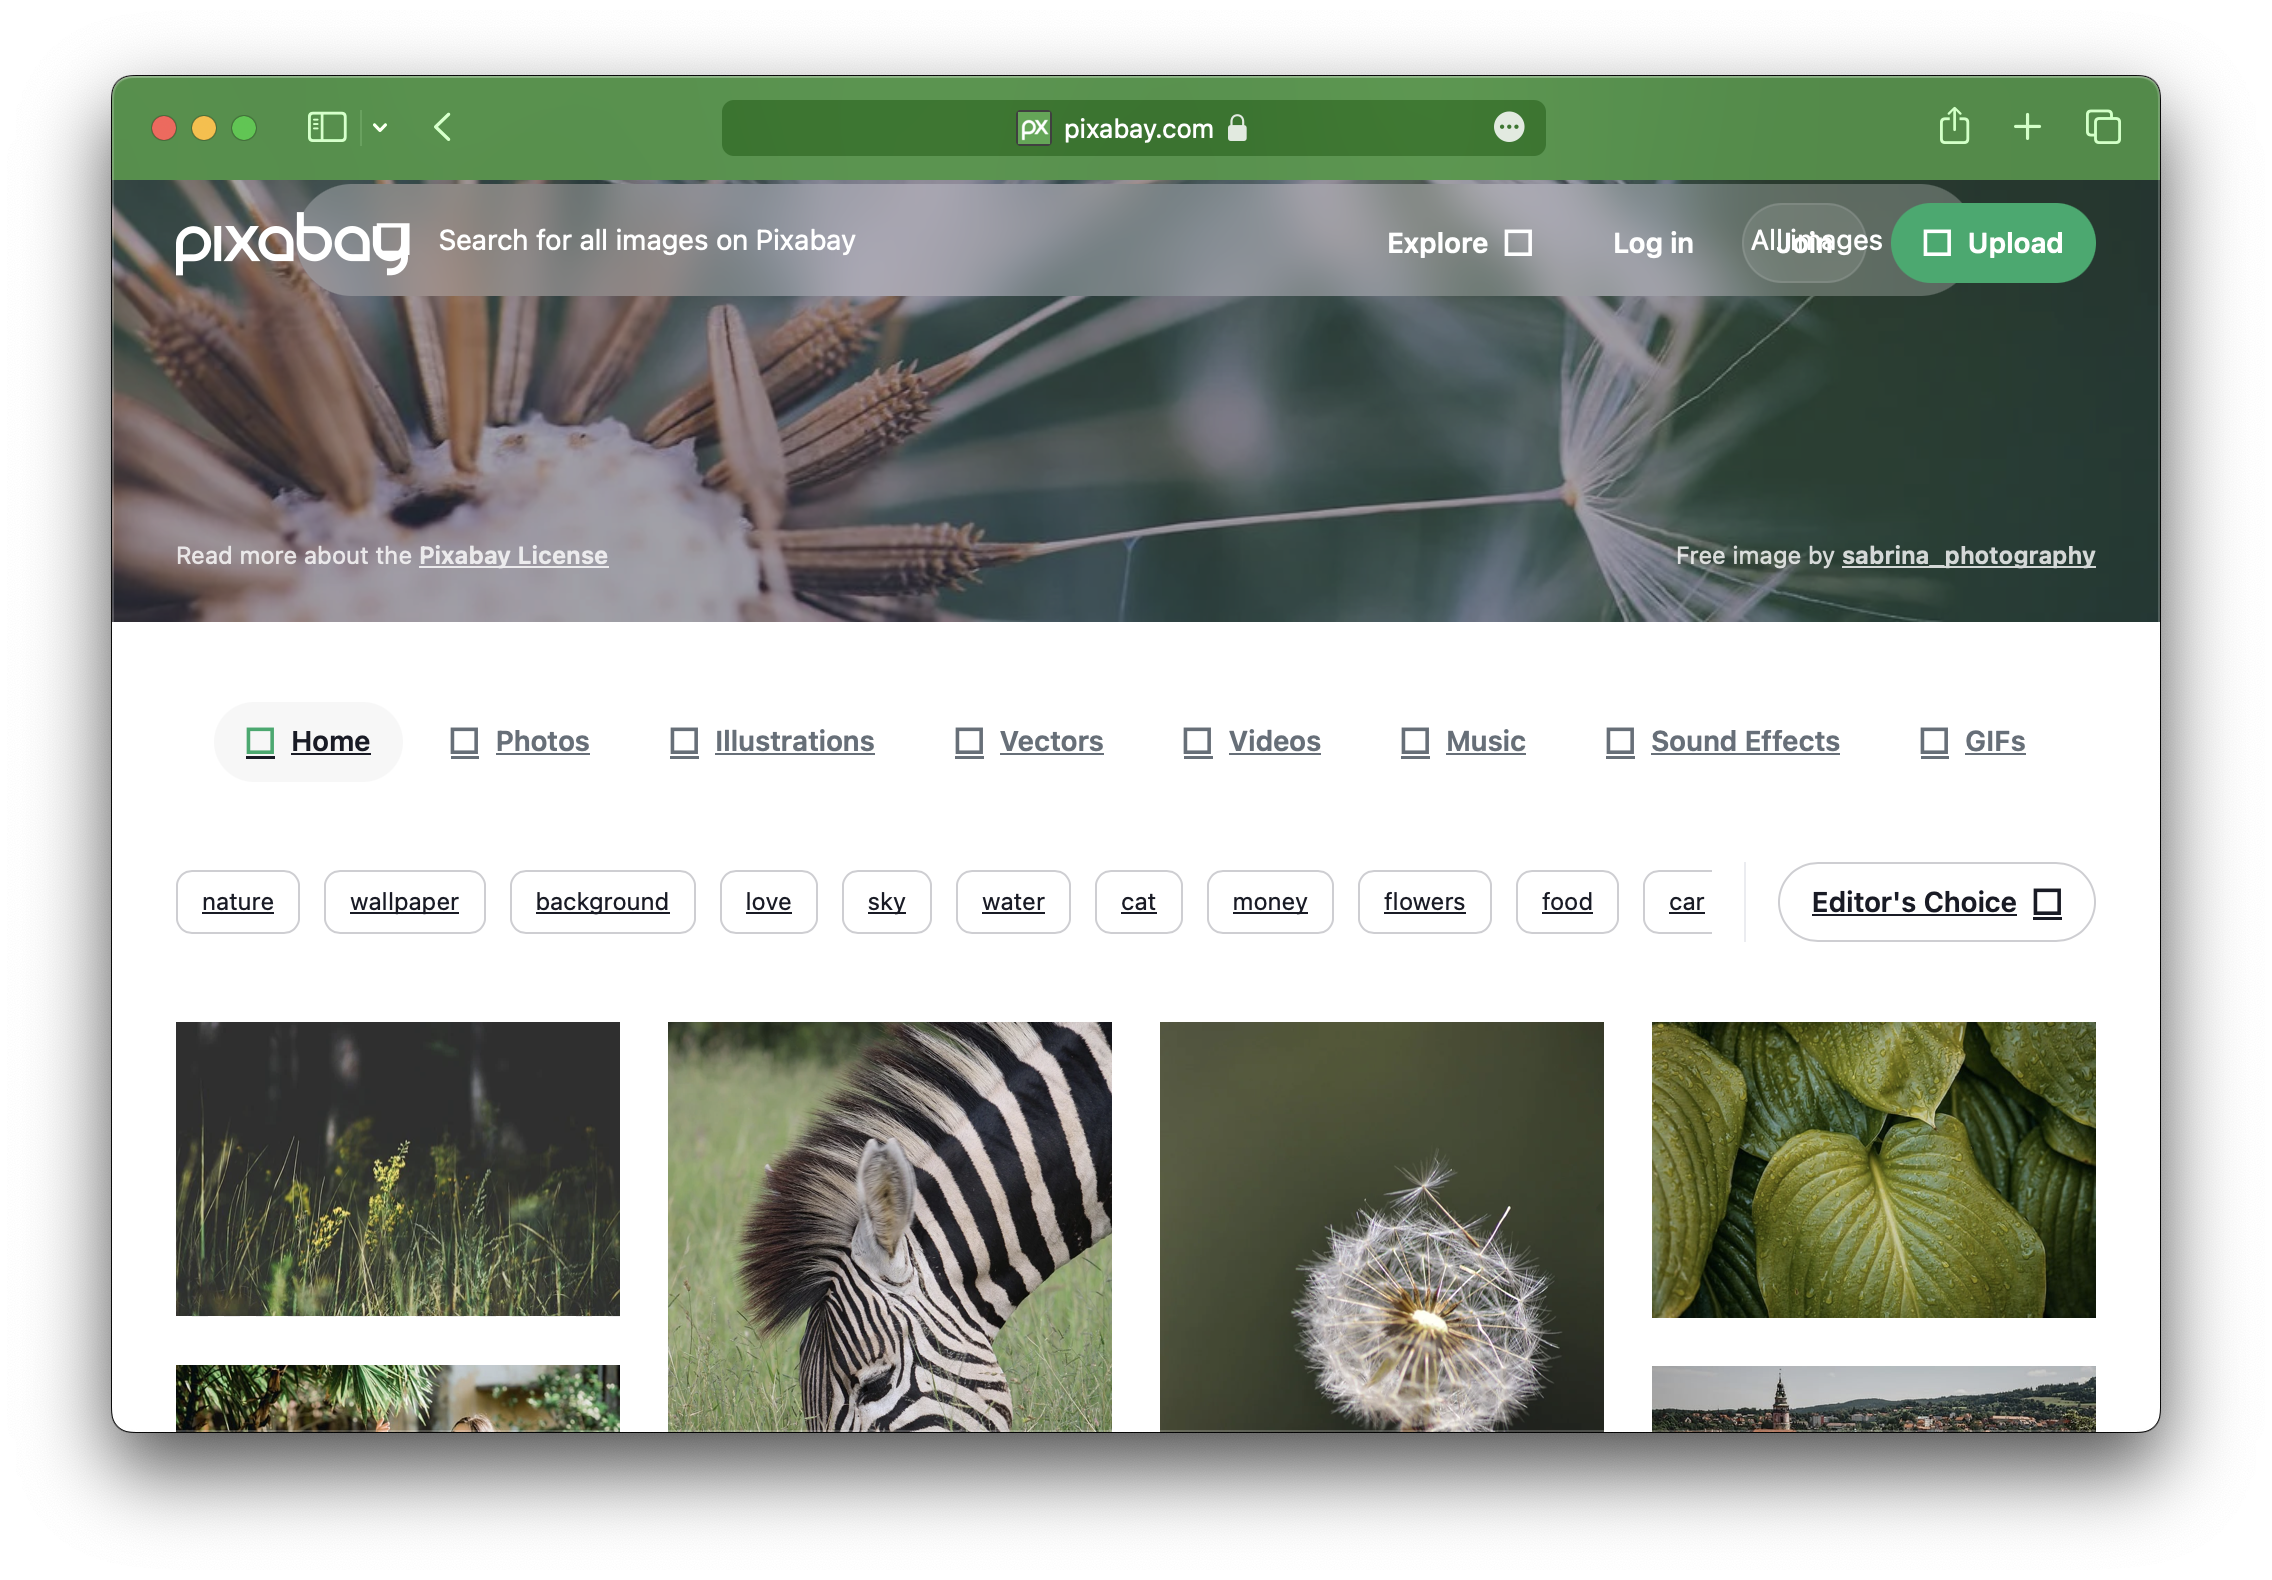 px pixabay.com
pixabay
Search for all images on Pixabay
Explore
Log in
Join
All images
Upload
Read more about the Pixabay License
Free image by sabrina_photography
Home
Photos
Illustrations
Vectors
Videos
Music
Sound Effects
GIFs
nature
wallpaper
background
love
sky
water
cat
money
flowers
food
car
Editor's Choice